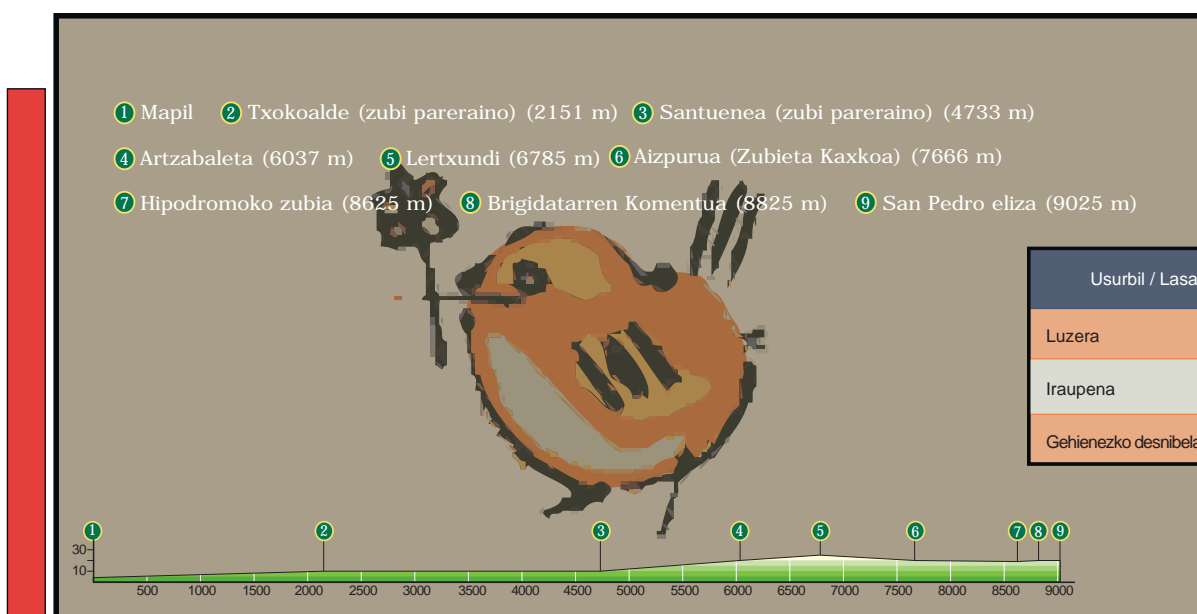 1 Mapil 2 Txokoalde (zubi pareraino) (2151 m) 3 Santuenea (zubi pareraino) (4733 m)
4 Artzabaleta (6037 m) 5 Lertxundi (6785 m) 6 Aizpurua (Zubieta Kaxkoa) (7666 m)
7 Hipodromoko zubia (8625 m) 8 Brigidatarren Komentua (8825 m) 9 San Pedro eliza (9025 m)
Usurbil / Lasa
Luzera
Iraupena
Gehienezko desnibela
1 2 3 4 5 6 7 8 9
30
10
500 1000 1500 2000 2500 3000 3500 4000 4500 5000 5500 6000 6500 7000 7500 8000 8500 9000